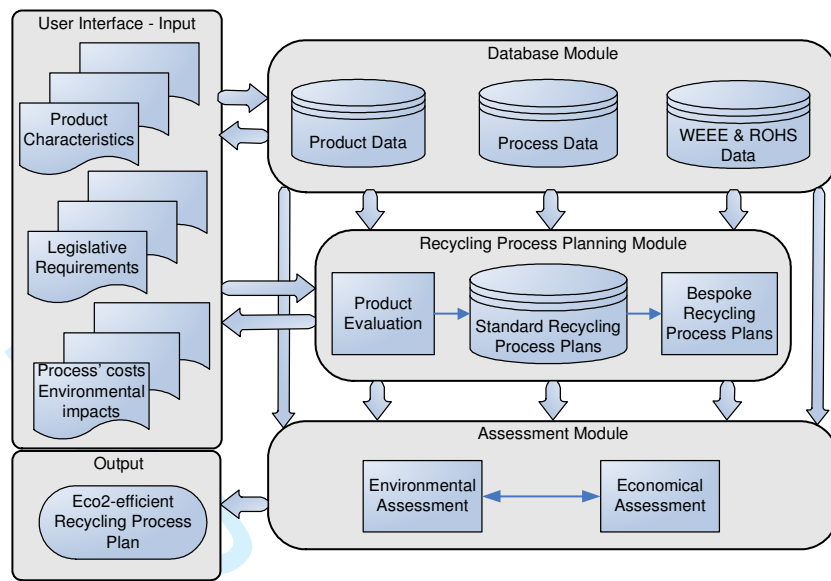 User Interface - Input
Product
Characteristics
Legislative
Requirements
Process' costs
Environmental
impacts
Output
Eco2-efficient
Recycling Process
Plan
Database Module
Product Data
Process Data
WEEE & ROHS
Data
Recycling Process Planning Module
Product
Evaluation
Standard Recycling
Process Plans
Bespoke
Recycling
Process Plans
Assessment Module
Environmental
Assessment
Economical
Assessment